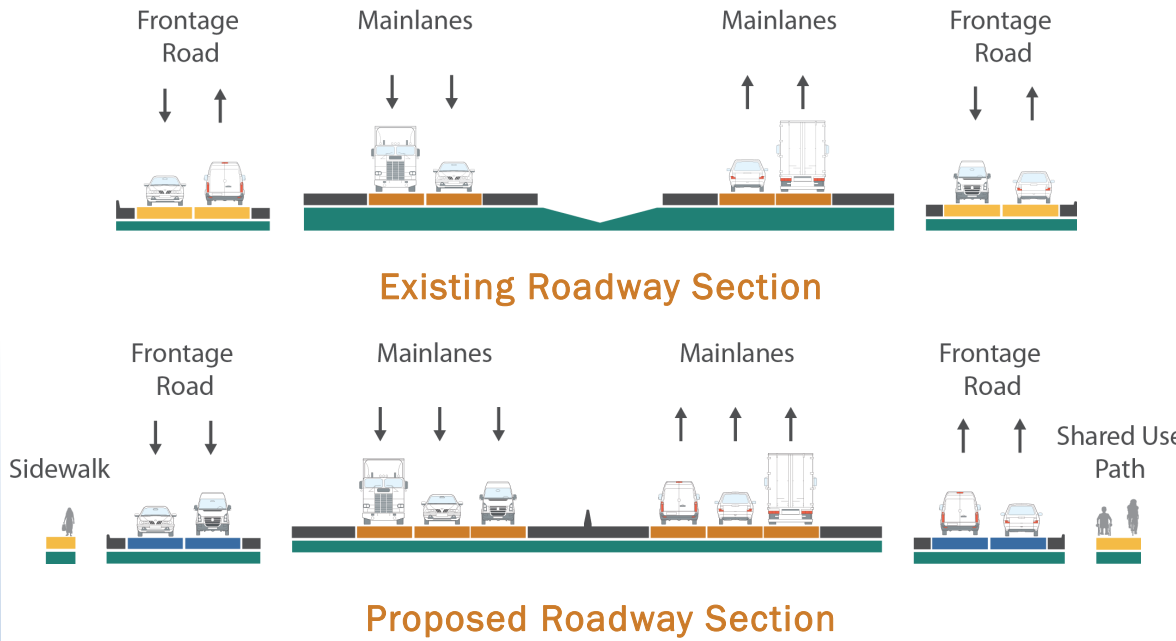 Frontage
Road
Mainlanes
Mainlanes
Frontage
Road
Existing Roadway Section
Frontage
Road
Mainlanes
Mainlanes
Frontage
Road
Sidewalk
Shared Use
Path
Proposed Roadway Section